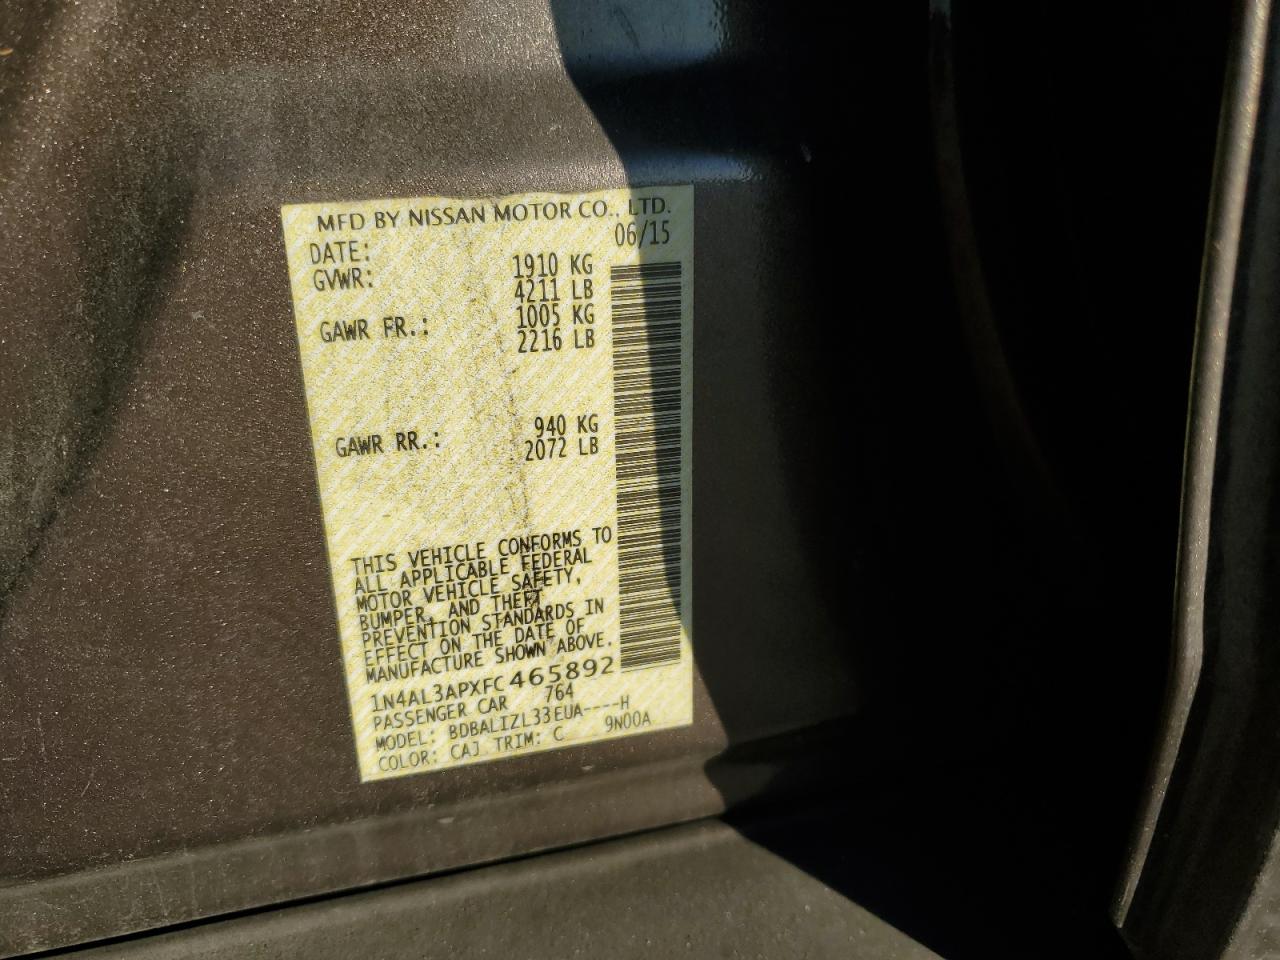 MFD BY NISSAN MOTOR CO., LTD.
DATE: 06/15
GVWR: 1910 KG
4211 LB
GAWR FR.: 1005 KG
2216 LB
GAWR RR.: 940 KG
2072 LB
THIS VEHICLE CONFORMS TO
ALL APPLICABLE FEDERAL
MOTOR VEHICLE SAFETY,
BUMPER, AND THEFT
PREVENTION STANDARDS IN
EFFECT ON THE DATE OF
MANUFACTURE SHOWN ABOVE.
1N4AL3APXFC465892
PASSENGER CAR 764
MODEL: BDBALIZL33EUA----H
COLOR: CAJ TRIM: C 9N00A